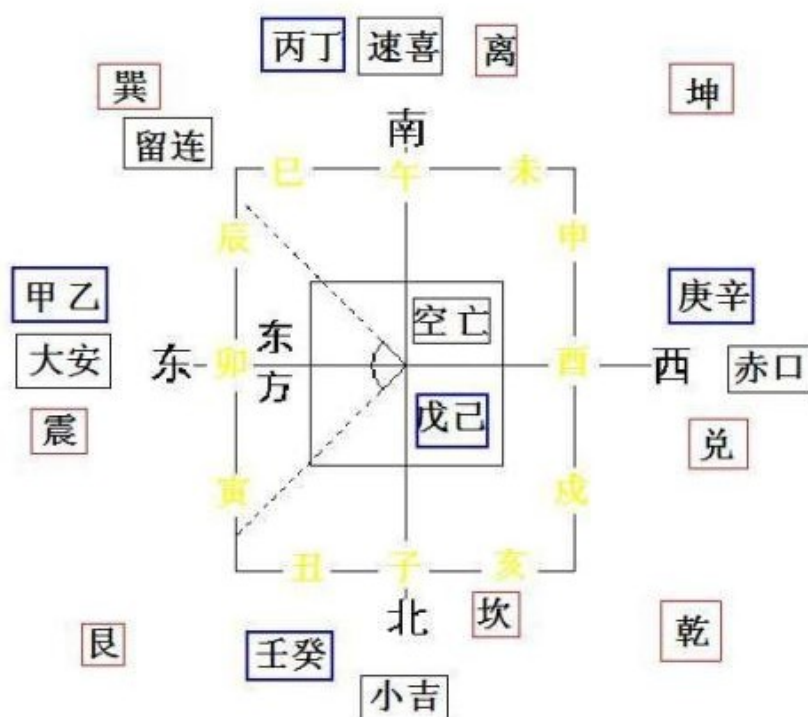 丙丁 速喜 离
巽 坤
留连 南
巳 午 未
辰 申
甲乙 空亡 庚辛
大安 东 卯 东方 酉 西 赤口
震 戊己 兑
寅 戌
丑 子 亥
艮 壬癸 北 坎 乾
小吉